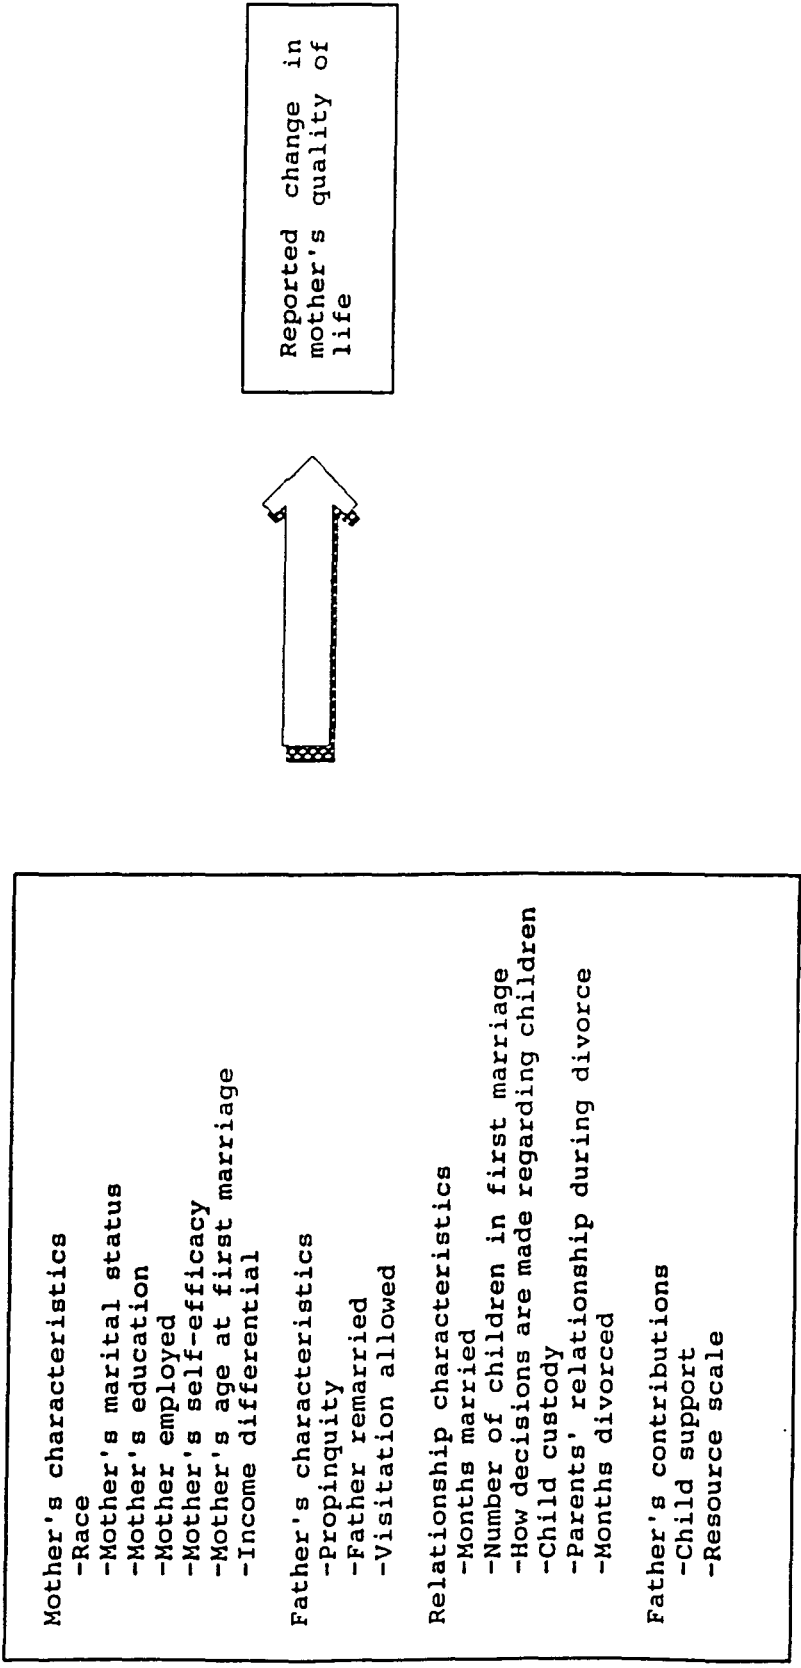 Mother's characteristics
-Race
-Mother's marital status
-Mother's education
-Mother employed
-Mother's self-efficacy
-Mother's age at first marriage
-Income differential
Father's characteristics
-Propinquity
-Father remarried
-Visitation allowed
Relationship characteristics
-Months married
-Number of children in first marriage
-How decisions are made regarding children
-Child custody
-Parents' relationship during divorce
-Months divorced
Father's contributions
-Child support
-Resource scale
Reported change in
mother's quality of
life